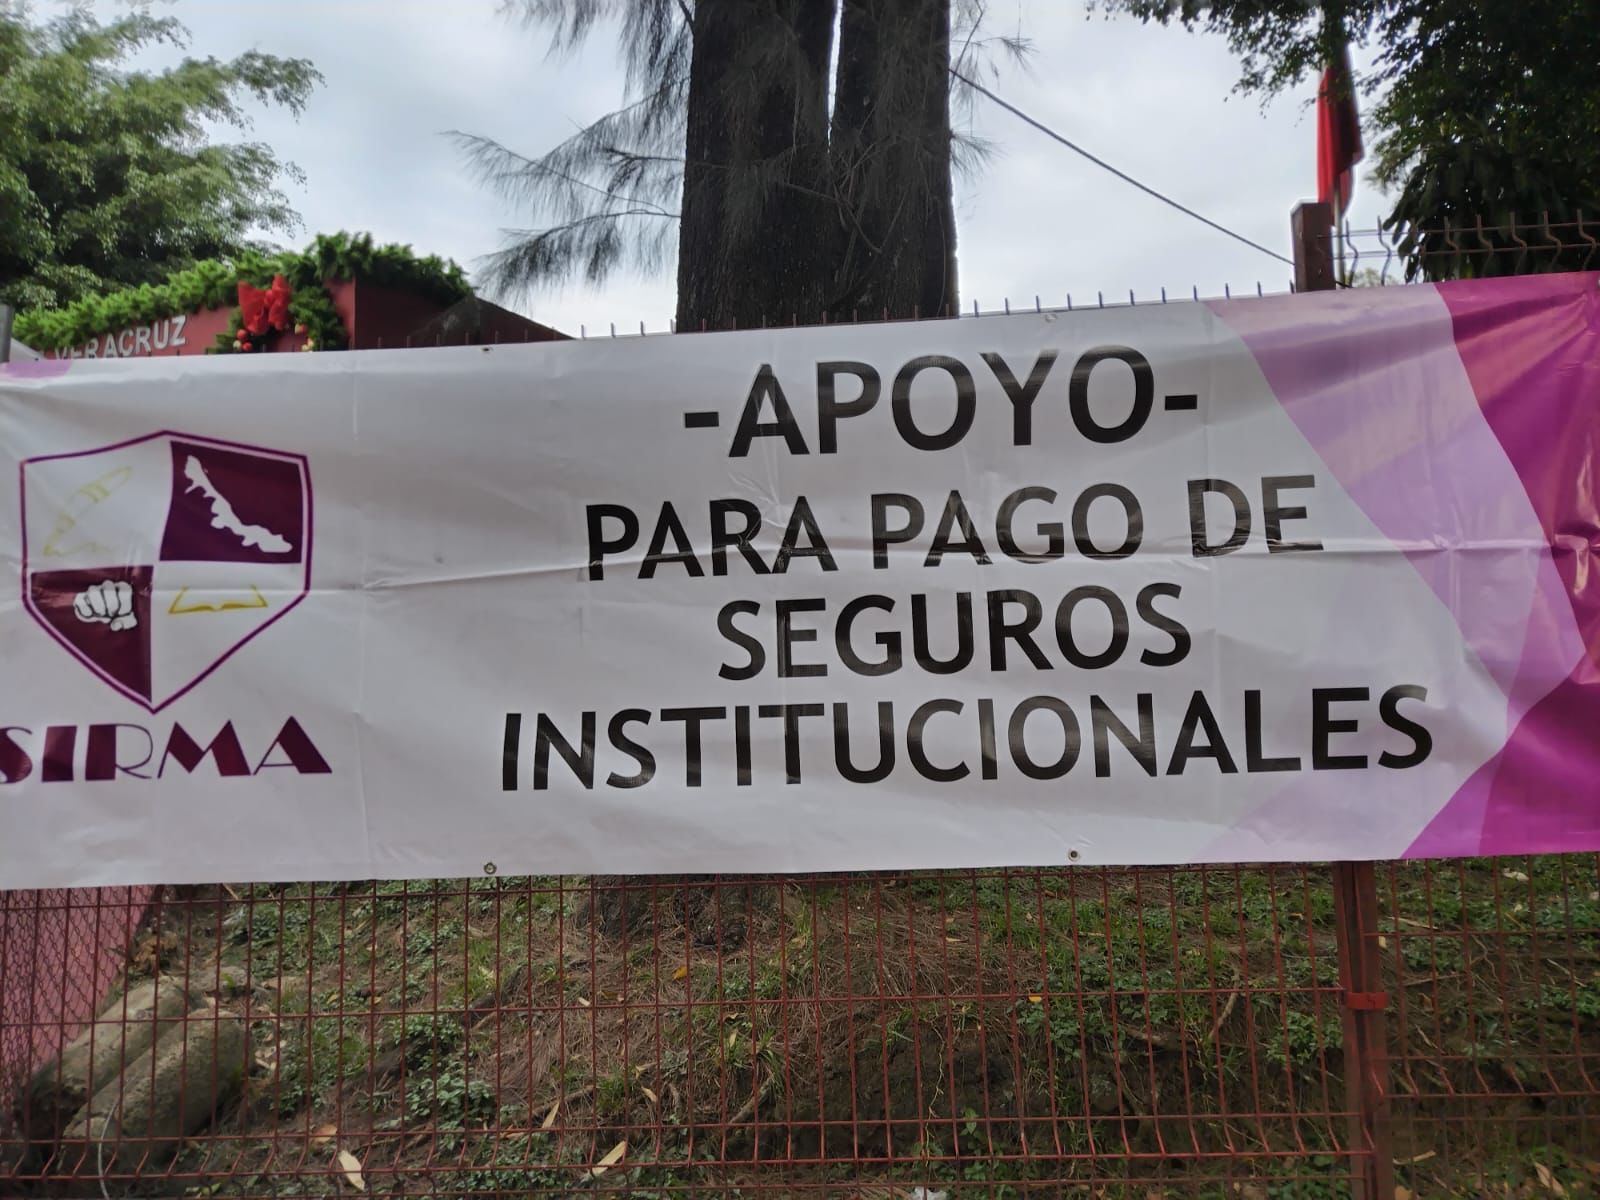 VERACRUZ
-APOYO-
PARA PAGO DE
SEGUROS
INSTITUCIONALES
SIRMA